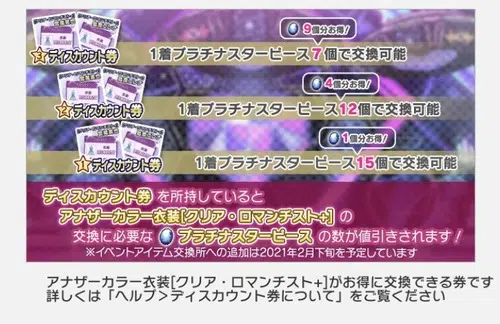 9個分お得!
③ディスカウント券
1着プラチナスターピース7個で交換可能
4個分お得!
②ディスカウント券
1着プラチナスターピース12個で交換可能
1個分お得!
①ディスカウント券
1着プラチナスターピース15個で交換可能
ディスカウント券 を所持していると
アナザーカラー衣装[クリア・ロマンチスト+] の
交換に必要な プラチナスターピース の数が値引きされます!
※イベントアイテム交換所への追加は2021年2月下旬を予定しています
アナザーカラー衣装[クリア・ロマンチスト+]がお得に交換できる券です
詳しくは「ヘルプ>ディスカウント券について」をご覧ください